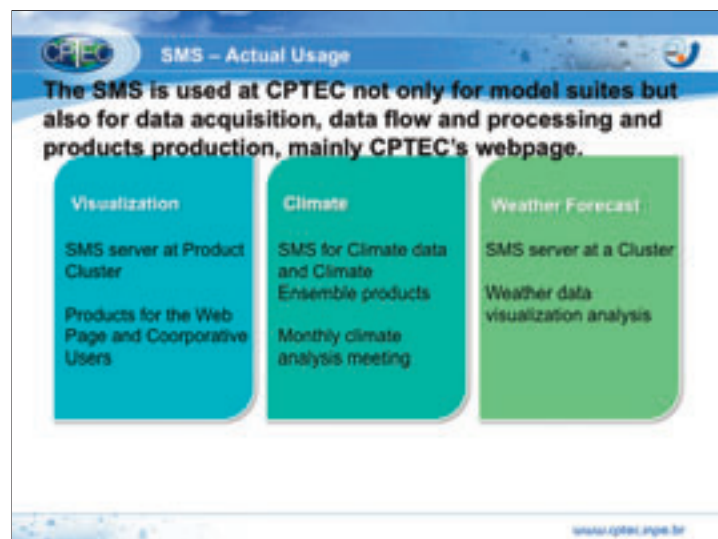 CPTEC
SMS – Actual Usage
The SMS is used at CPTEC not only for model suites but
also for data acquisition, data flow and processing and
products production, mainly CPTEC's webpage.
Visualization
SMS server at Product
Cluster
Products for the Web
Page and Coorporative
Users
Climate
SMS for Climate data
and Climate
Ensemble products
Monthly climate
analysis meeting
Weather Forecast
SMS server at a Cluster
Weather data
visualization analysis
www.cptec.inpe.br